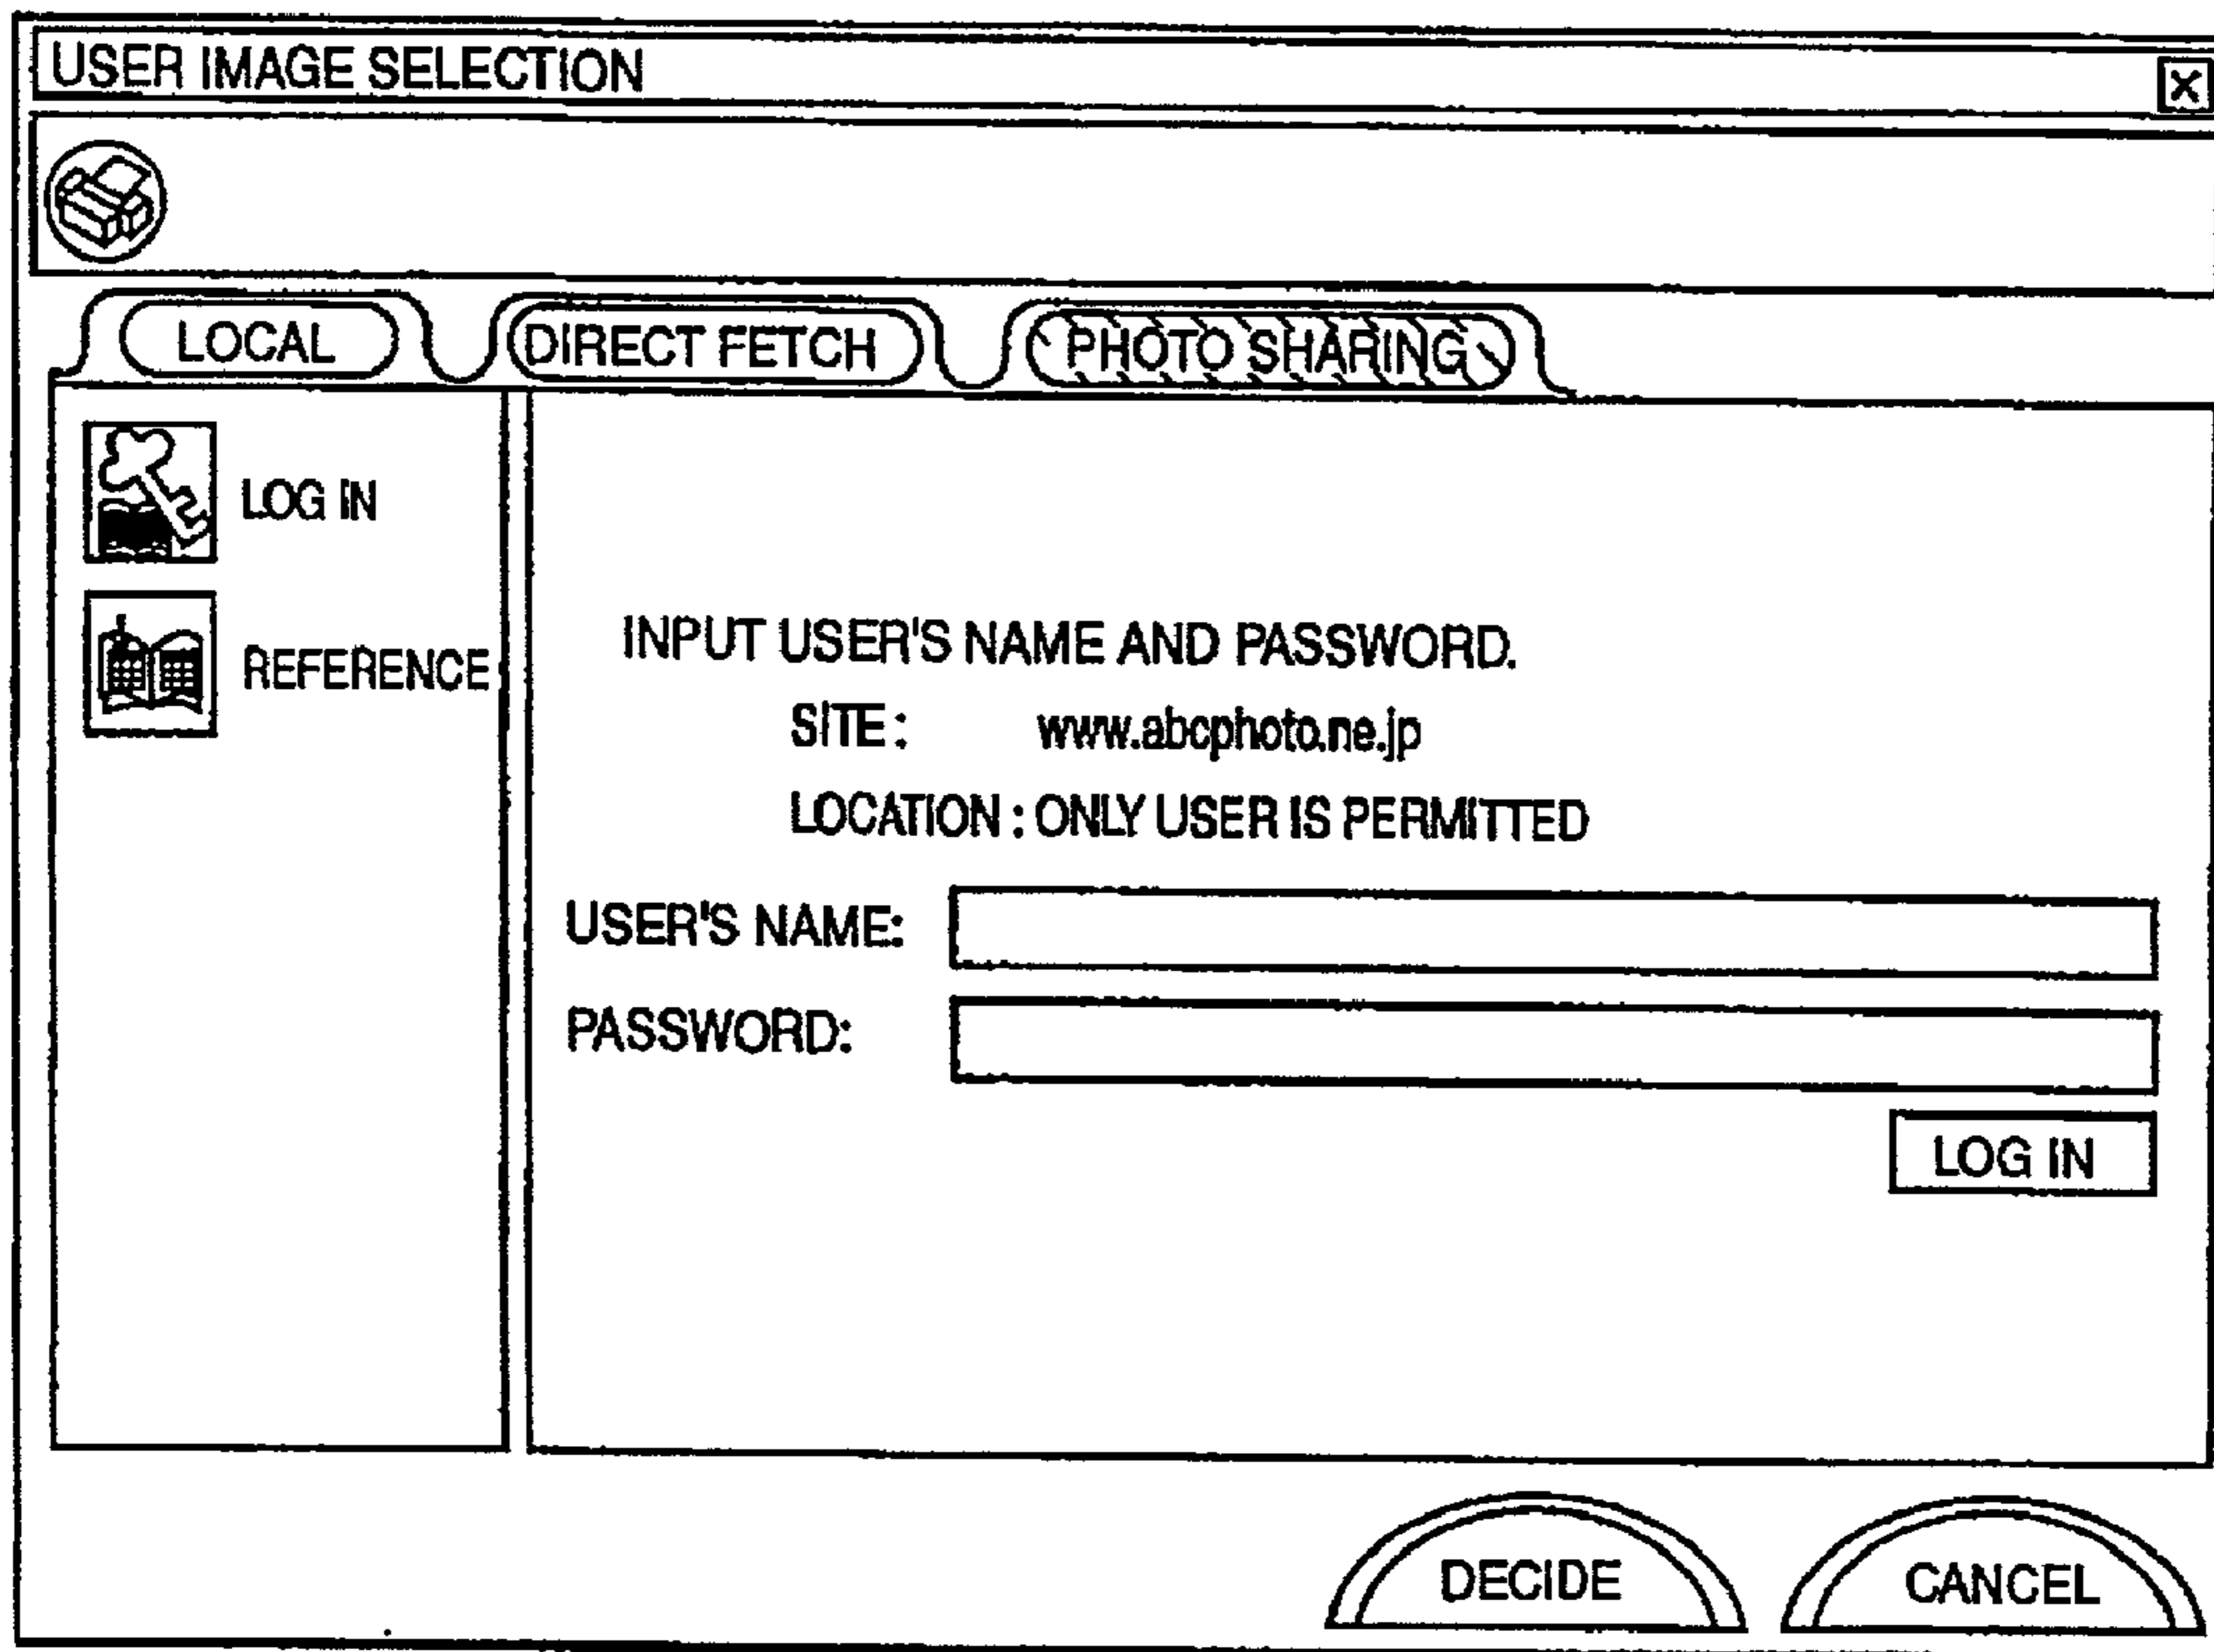 USER IMAGE SELECTION
X
LOCAL DIRECT FETCH PHOTO SHARING
LOG IN
REFERENCE
INPUT USER'S NAME AND PASSWORD.
SITE: www.abcphoto.ne.jp
LOCATION : ONLY USER IS PERMITTED
USER'S NAME:
PASSWORD:
LOG IN
DECIDE CANCEL